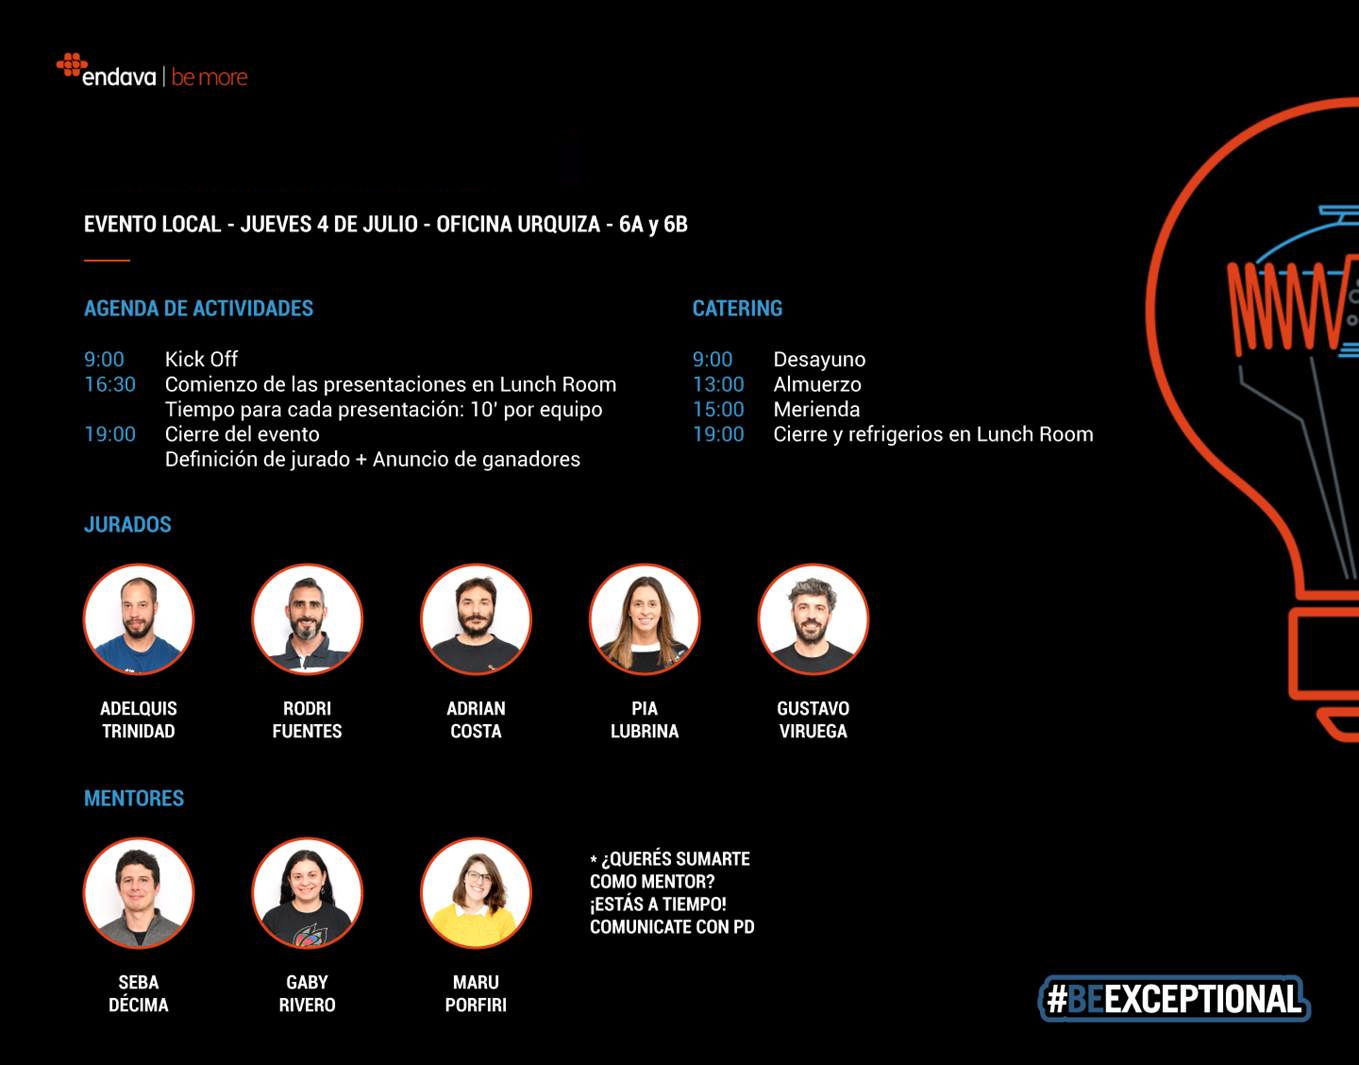 endava | be more
EVENTO LOCAL - JUEVES 4 DE JULIO - OFICINA URQUIZA - 6A y 6B
AGENDA DE ACTIVIDADES
9:00 Kick Off
16:30 Comienzo de las presentaciones en Lunch Room
Tiempo para cada presentación: 10' por equipo
19:00 Cierre del evento
Definición de jurado + Anuncio de ganadores
CATERING
9:00 Desayuno
13:00 Almuerzo
15:00 Merienda
19:00 Cierre y refrigerios en Lunch Room
JURADOS
ADELQUIS
TRINIDAD
RODRI
FUENTES
ADRIAN
COSTA
PIA
LUBRINA
GUSTAVO
VIRUEGA
MENTORES
SEBA
DÉCIMA
GABY
RIVERO
MARU
PORFIRI
* ¿QUERÉS SUMARTE
COMO MENTOR?
¡ESTÁS A TIEMPO!
COMUNICATE CON PD
#BEEXCEPTIONAL